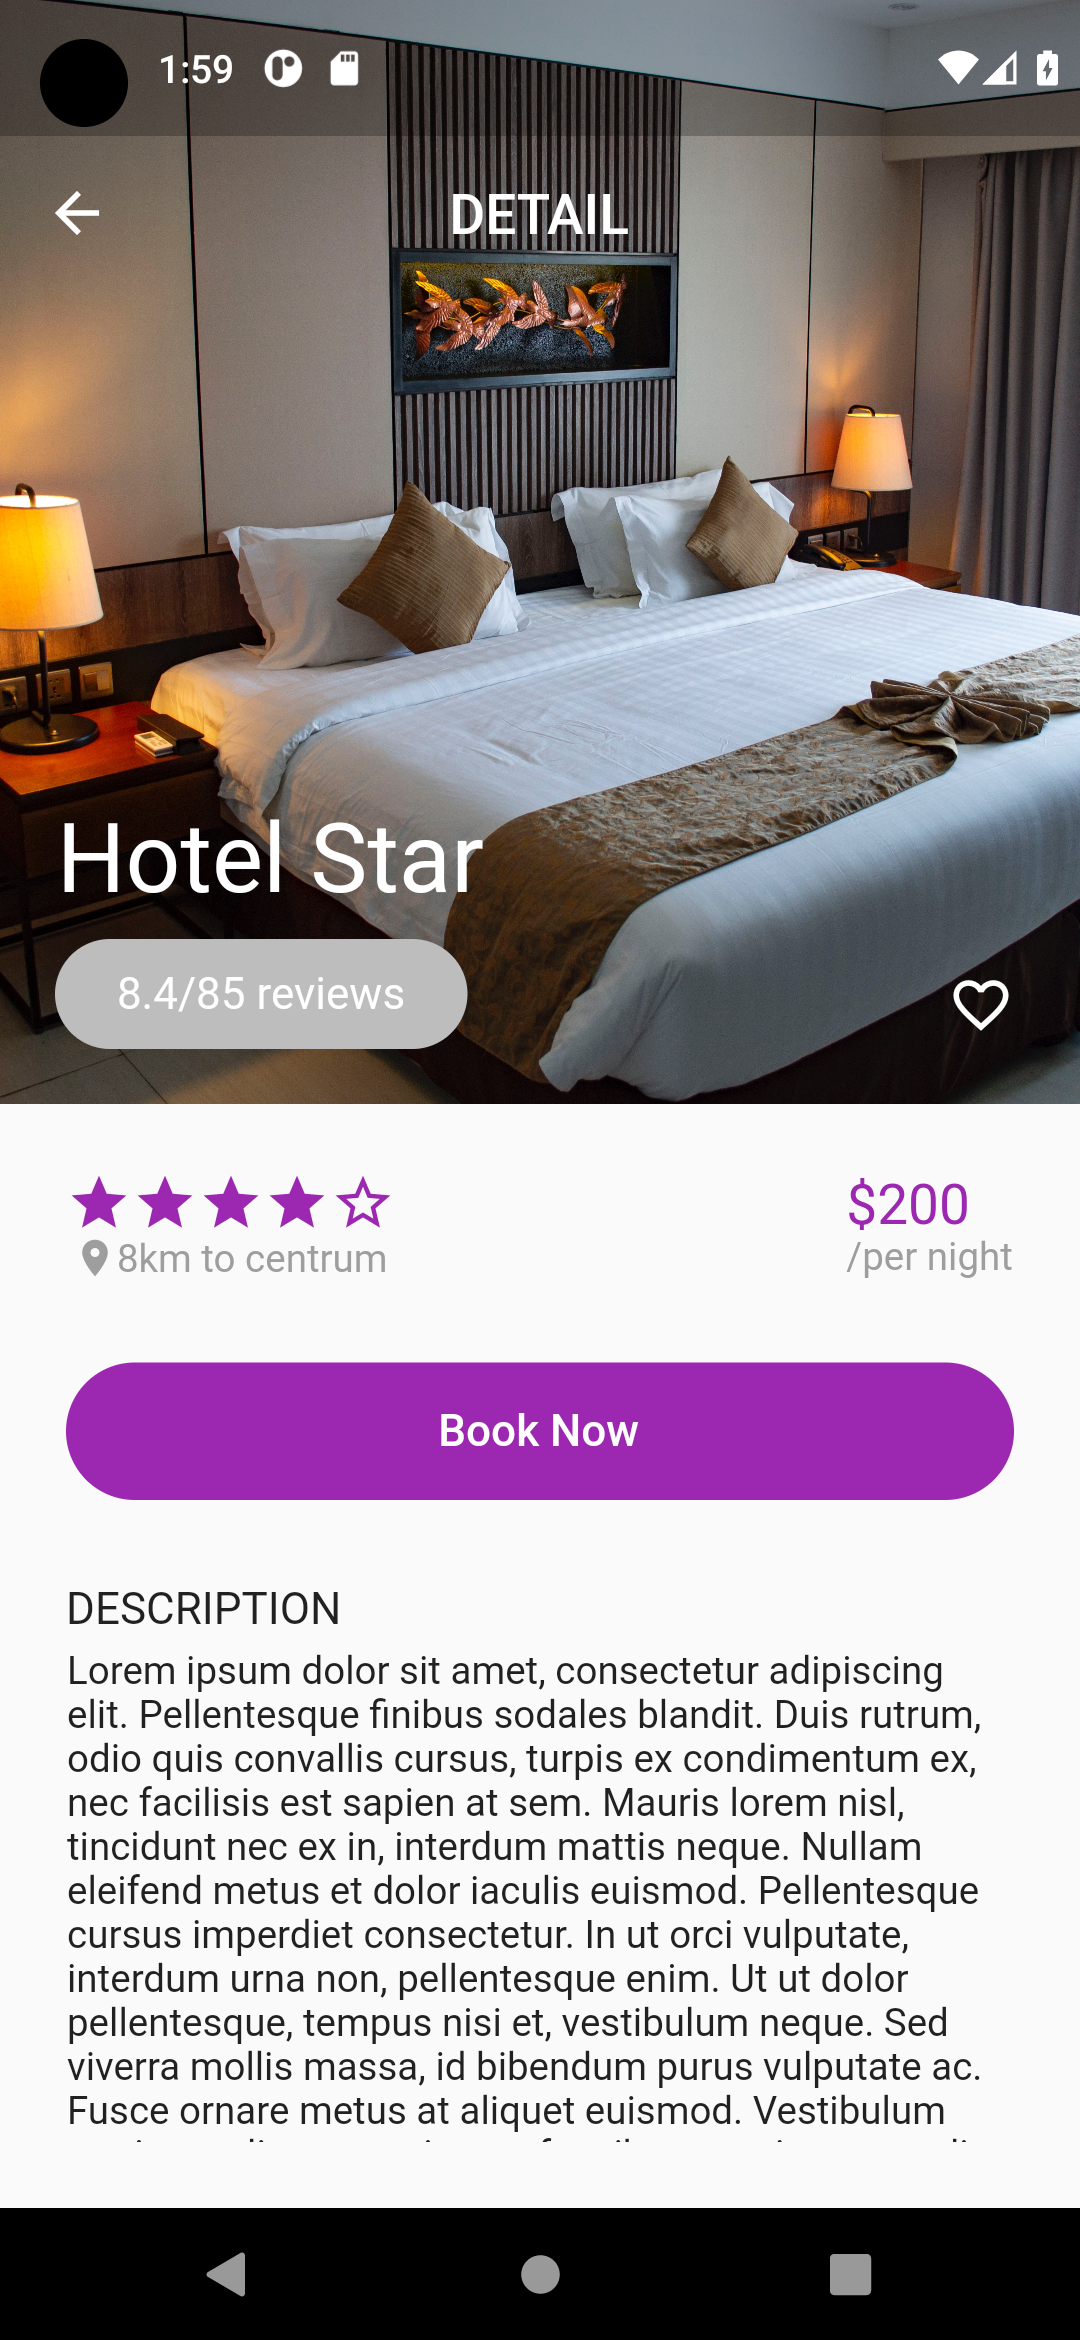 1:59
DETAIL
Hotel Star
8.4/85 reviews
$200
8km to centrum
/per night
Book Now
DESCRIPTION
Lorem ipsum dolor sit amet, consectetur adipiscing
elit. Pellentesque finibus sodales blandit. Duis rutrum,
odio quis convallis cursus, turpis ex condimentum ex,
nec facilisis est sapien at sem. Mauris lorem nisl,
tincidunt nec ex in, interdum mattis neque. Nullam
eleifend metus et dolor iaculis euismod. Pellentesque
cursus imperdiet consectetur. In ut orci vulputate,
interdum urna non, pellentesque enim. Ut ut dolor
pellentesque, tempus nisi et, vestibulum neque. Sed
viverra mollis massa, id bibendum purus vulputate ac.
Fusce ornare metus at aliquet euismod. Vestibulum